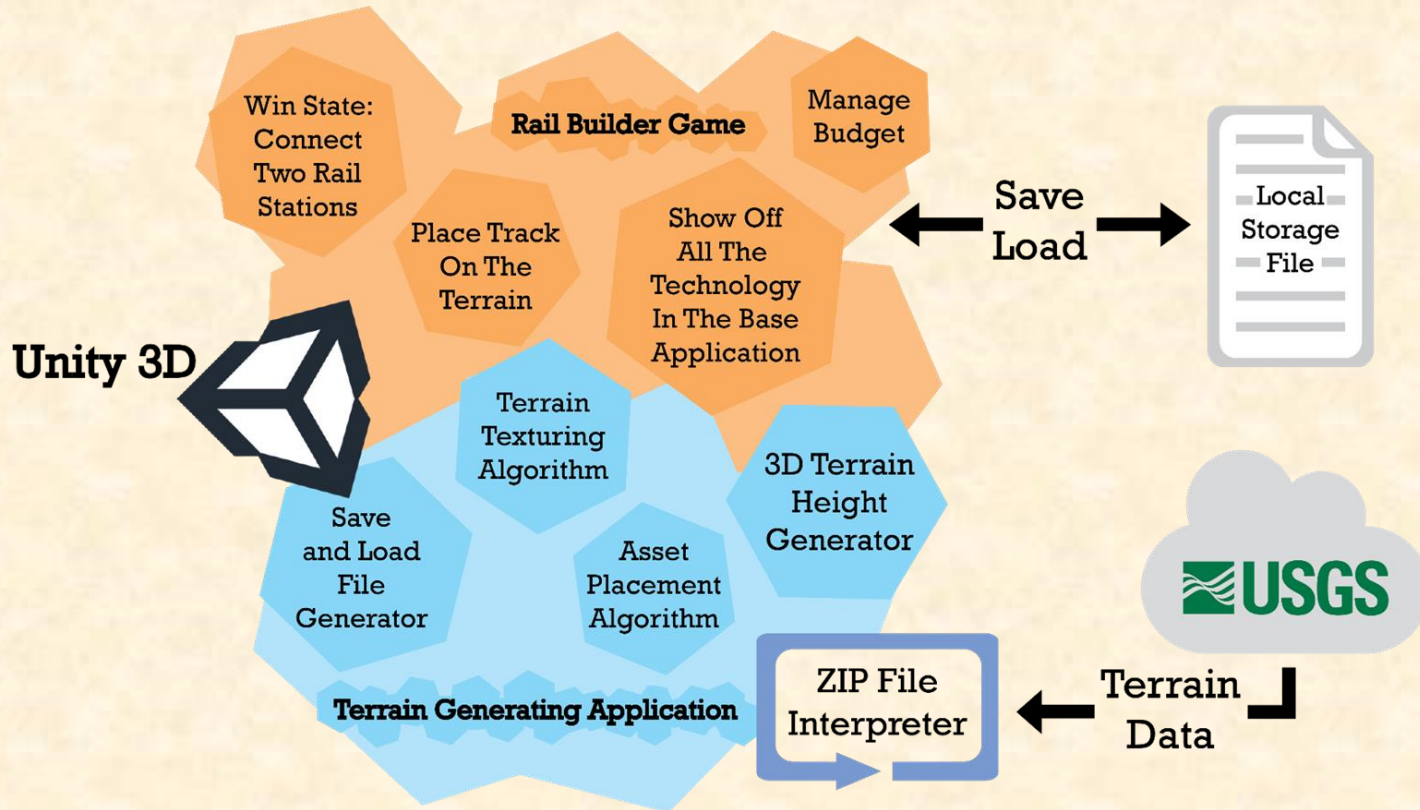 Win State:
Connect
Two Rail
Stations
Rail Builder Game
Manage
Budget
Place Track
On The
Terrain
Show Off
All The
Technology
In The Base
Application
Save
Load
Local
Storage
File
Unity 3D
Terrain
Texturing
Algorithm
3D Terrain
Height
Generator
Save
and Load
File
Generator
Asset
Placement
Algorithm
USGS
Terrain Generating Application
ZIP File
Interpreter
Terrain
Data